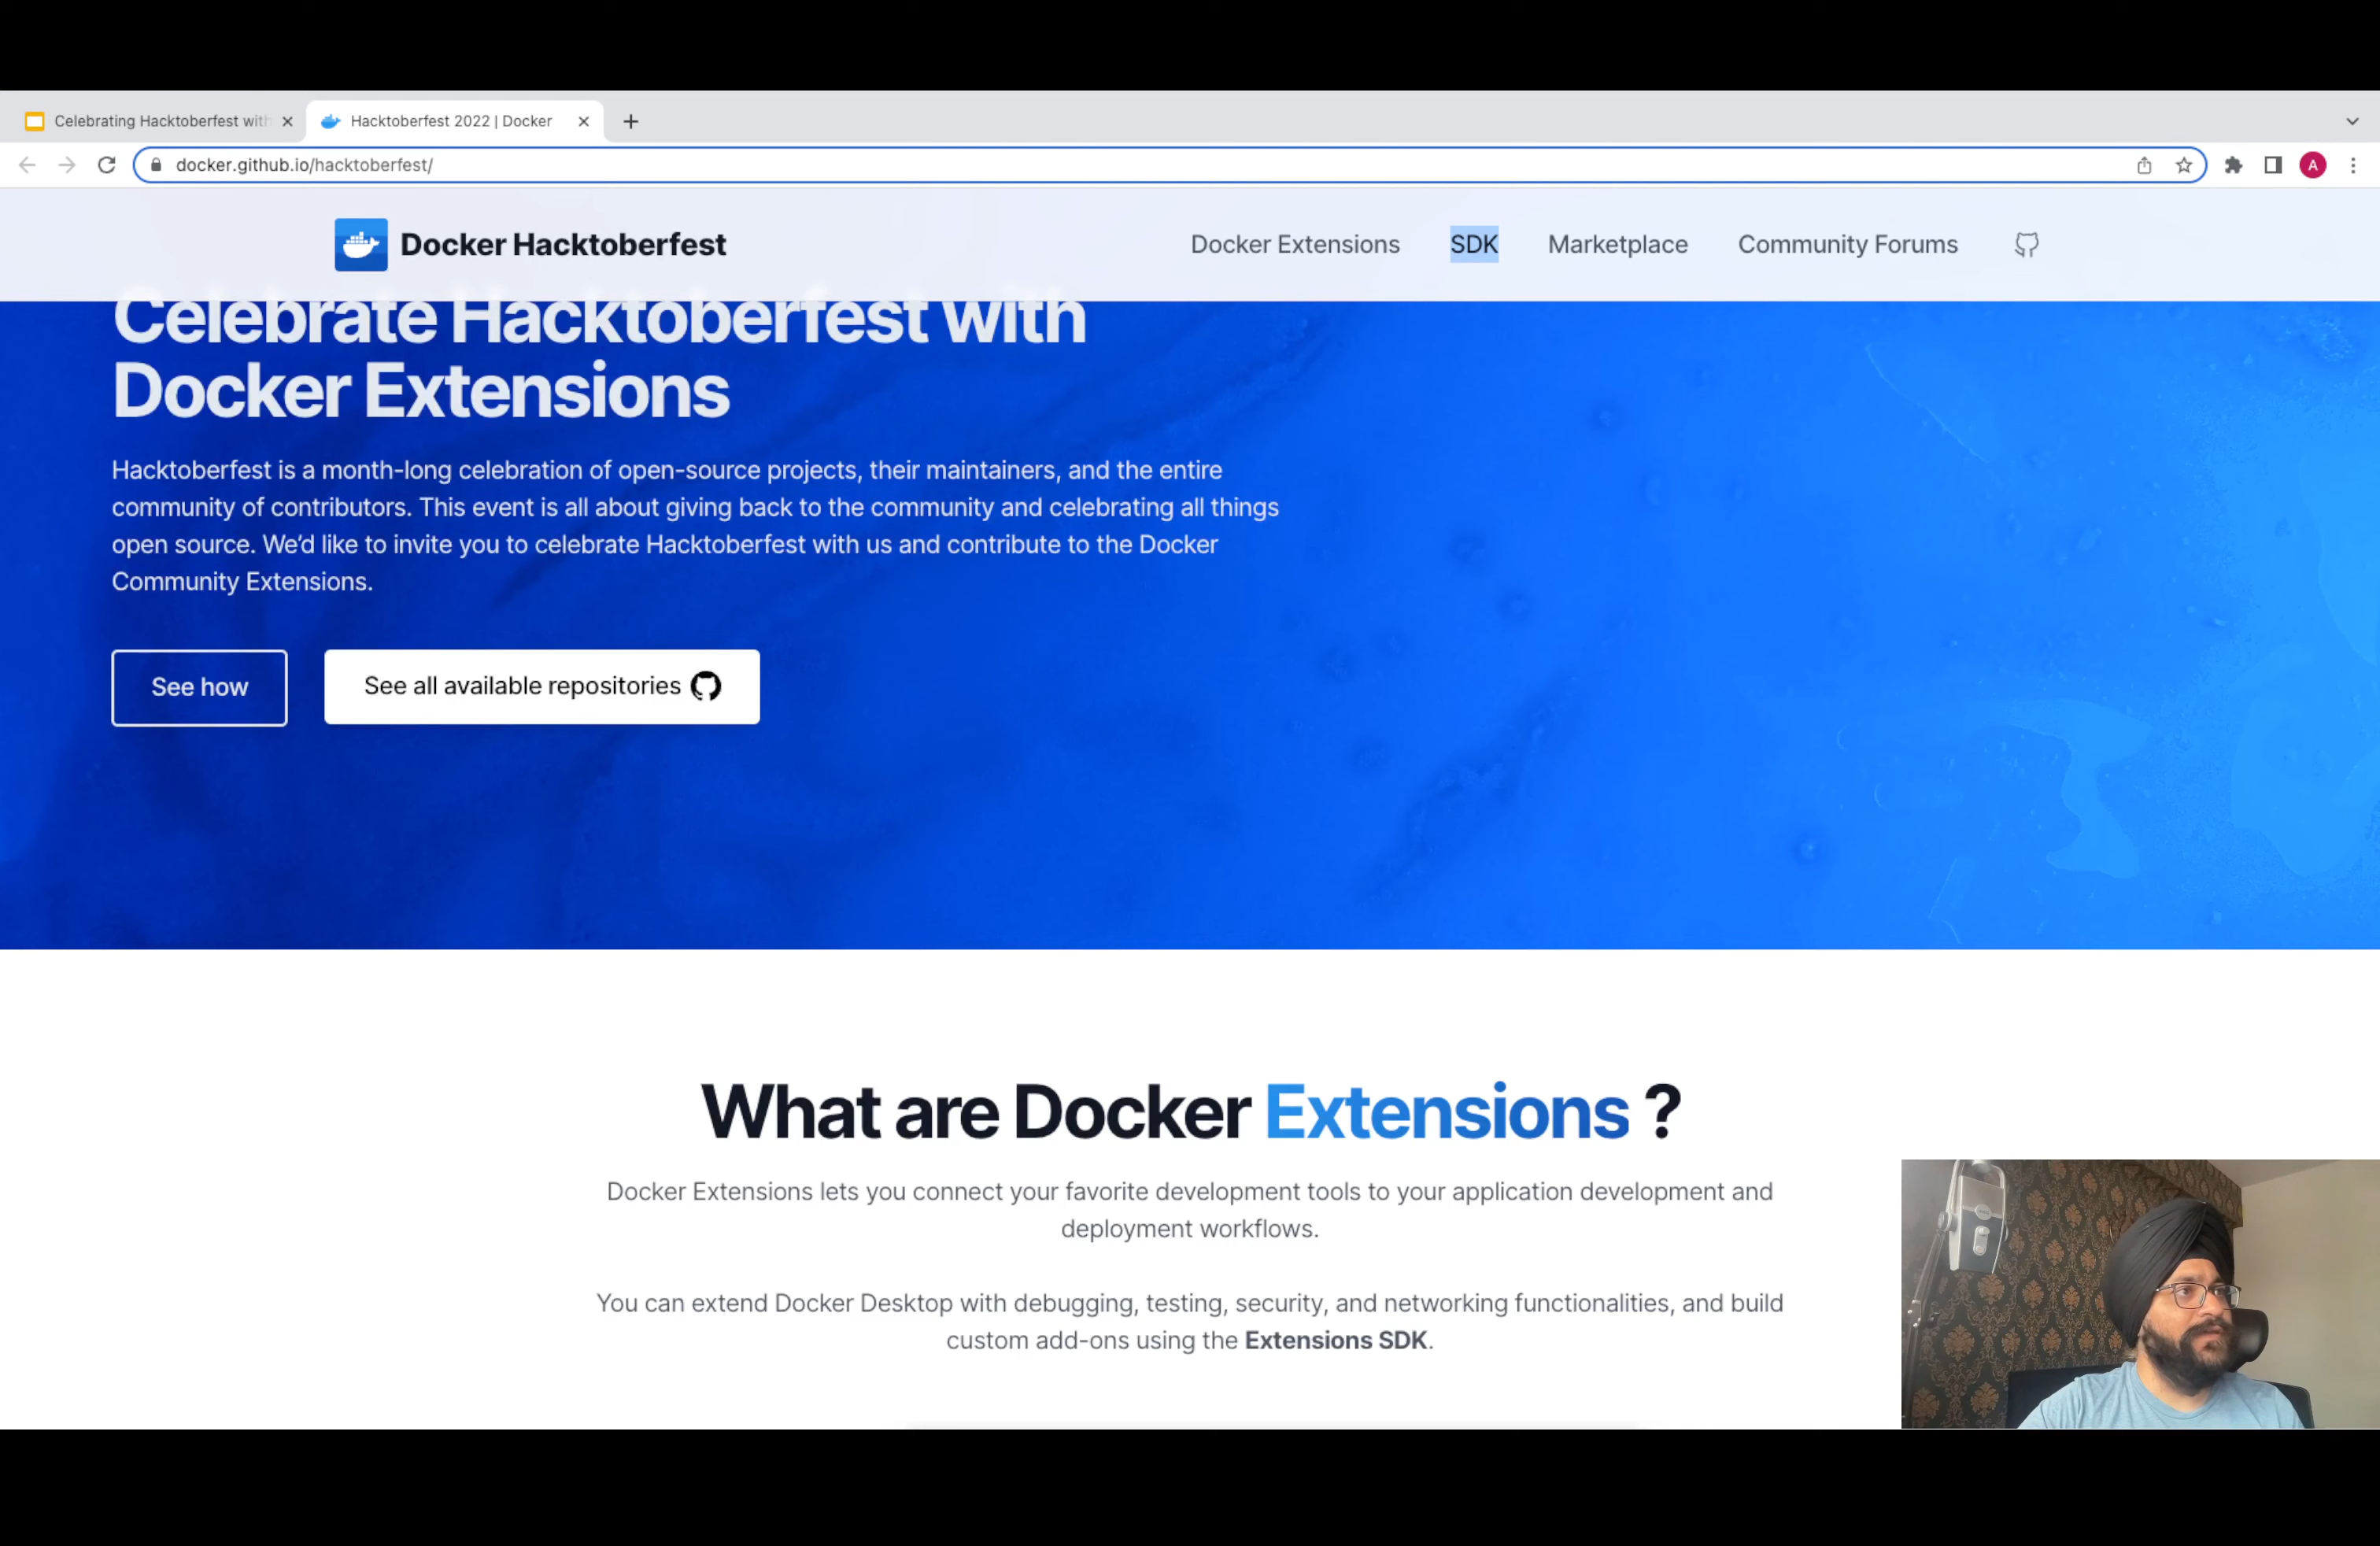 Celebrating Hacktoberfest with
Hacktoberfest 2022 | Docker
docker.github.io/hacktoberfest/
A
Docker Hacktoberfest
Docker Extensions
SDK
Marketplace
Community Forums
Celebrate Hacktoberfest with
Docker Extensions
Hacktoberfest is a month-long celebration of open-source projects, their maintainers, and the entire
community of contributors. This event is all about giving back to the community and celebrating all things
open source. We’d like to invite you to celebrate Hacktoberfest with us and contribute to the Docker
Community Extensions.
See how
See all available repositories
What are Docker Extensions ?
Docker Extensions lets you connect your favorite development tools to your application development and
deployment workflows.
You can extend Docker Desktop with debugging, testing, security, and networking functionalities, and build
custom add-ons using the Extensions SDK.